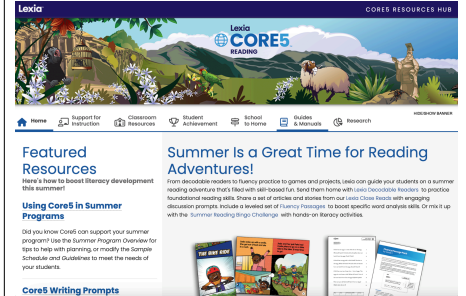 Lexia
CORE5 RESOURCES HUB
Lexia
CORE5
READING
HIDE/SHOW BANNER
Home
Support for
Instruction
Classroom
Resources
Student
Achievement
School
to Home
Guides
& Manuals
Research
Featured
Resources
Here's how to boost literacy development
this summer!
Using Core5 in Summer
Programs
Did you know Core5 can support your summer
program? Use the Summer Program Overview for
tips to help with planning, or modify the Sample
Schedule and Guidelines to meet the needs of
your students.
Core5 Writing Prompts
Summer Is a Great Time for Reading
Adventures!
From decodable readers to fluency practice to games and projects, Lexia can guide your students on a summer
reading adventure that's filled with skill-based fun. Send them home with Lexia Decodable Readers to practice
foundational reading skills. Share a set of articles and stories from our Lexia Close Reads with engaging
discussion prompts. Include a leveled set of Fluency Passages to boost specific word analysis skills. Or mix it up
with the Summer Reading Bingo Challenge with hands-on literacy activities.
THE BIKE RIDE